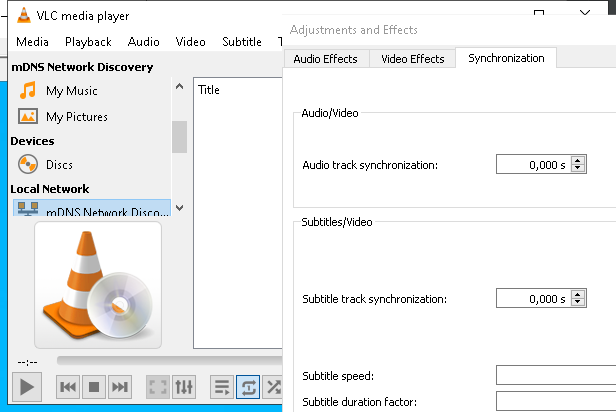 VLC media player
Media Playback Audio Video Subtitle
mDNS Network Discovery
My Music
My Pictures
Devices
Discs
Local Network
mDNS Network Disco...
Title
--:--
Adjustments and Effects
Audio Effects Video Effects Synchronization
Audio/Video
Audio track synchronization: 0,000 s
Subtitles/Video
Subtitle track synchronization: 0,000 s
Subtitle speed:
Subtitle duration factor: